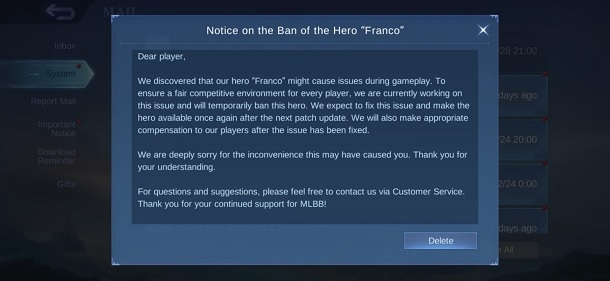 MAIL
Notice on the Ban of the Hero "Franco"
Inbox
System
Report Mail
Important
Notice
Download
Reminder
Gifts
Dear player,
We discovered that our hero "Franco" might cause issues during gameplay. To
ensure a fair competitive environment for every player, we are currently working on
this issue and will temporarily ban this hero. We expect to fix this issue and make the
hero available once again after the next patch update. We will also make appropriate
compensation to our players after the issue has been fixed.
We are deeply sorry for the inconvenience this may have caused you. Thank you for
your understanding.
For questions and suggestions, please feel free to contact us via Customer Service.
Thank you for your continued support for MLBB!
Delete
28 21:00
days ago
/24 20:00
2/24 0:00
days ago
All